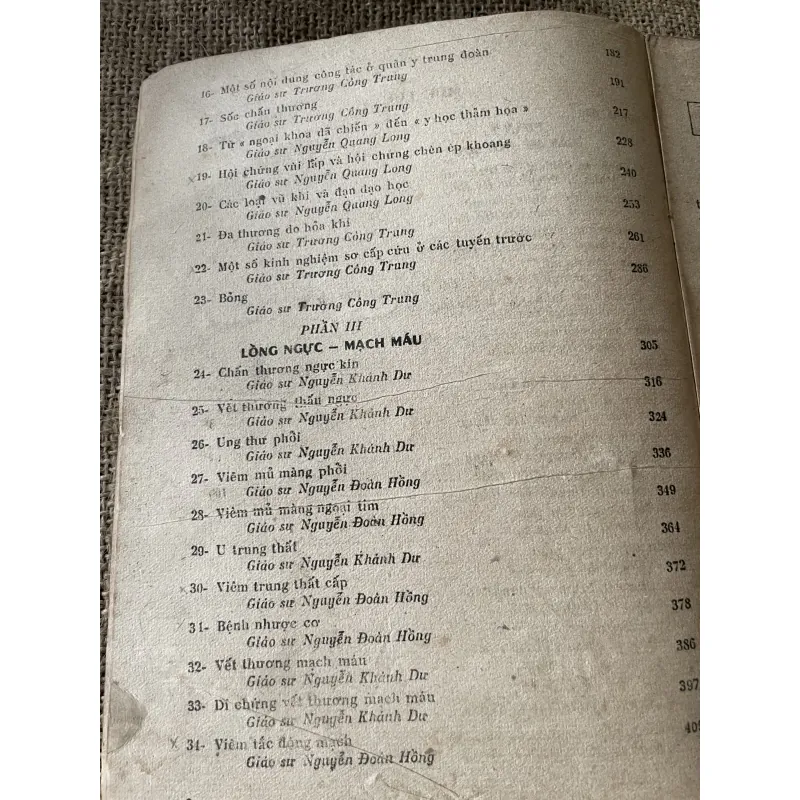 16- Một số nội dung công tác ở quân y trung đoàn 182
Giáo sư Trương Công Trung
17- Sốc chấn thương 191
Giáo sư Trương Công Trung
18- Từ « ngoại khoa dã chiến » đến « y học thảm họa » 217
Giáo sư Nguyễn Quang Long
19- Hội chứng vùi lấp và hội chứng chèn ép khoang 228
Giáo sư Nguyễn Quang Long
20- Các loại vũ khí và đạn đạo học 240
Giáo sư Nguyễn Quang Long
21- Đa thương do hỏa khí 253
Giáo sư Trương Công Trung
22- Một số kinh nghiệm sơ cấp cứu ở các tuyến trước 261
Giáo sư Trương Công Trung
23- Bỏng 286
Giáo sư Trường Công Trung
PHẦN III
LỒNG NGỰC – MẠCH MÁU
24- Chấn thương ngực kín 305
Giáo sư Nguyễn Khánh Dư
25- Vết thương thấu ngực 316
Giáo sư Nguyễn Khánh Dư
26- Ung thư phổi 324
Giáo sư Nguyễn Khánh Dư
27- Viêm mủ màng phổi 336
Giáo sư Nguyễn Đoàn Hồng
28- Viêm mủ màng ngoại tim 349
Giáo sư Nguyễn Đoàn Hồng
29- U trung thất 364
Giáo sư Nguyễn Khánh Dư
30- Viêm trung thất cấp 372
Giáo sư Nguyễn Đoàn Hồng
31- Bệnh nhược cơ 378
Giáo sư Nguyễn Đoàn Hồng
32- Vết thương mạch máu 386
Giáo sư Nguyễn Khánh Dư
33- Di chứng vết thương mạch máu 397
Giáo sư Nguyễn Khánh Dư
34- Viêm tắc động mạch
Giáo sư Nguyễn Đoàn Hồng